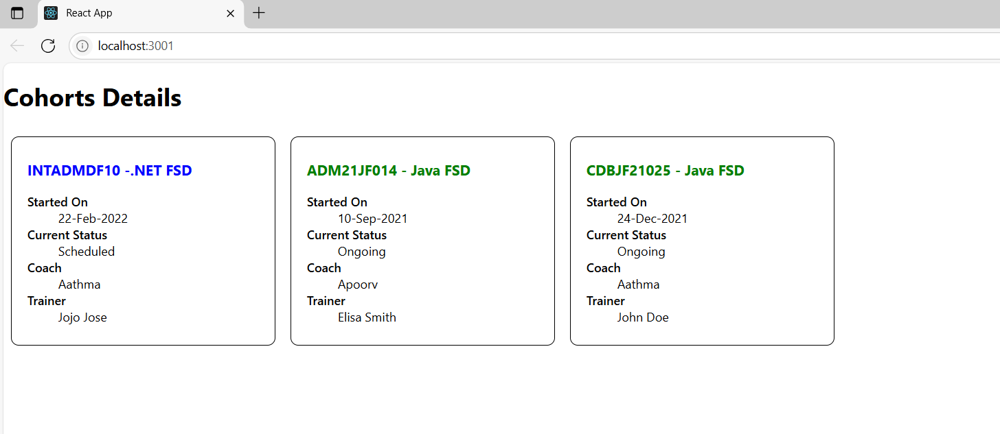 React App
localhost:3001
Cohorts Details
INTADMDF10 -.NET FSD
Started On
22-Feb-2022
Current Status
Scheduled
Coach
Aathma
Trainer
Jojo Jose
ADM21JF014 - Java FSD
Started On
10-Sep-2021
Current Status
Ongoing
Coach
Apoorv
Trainer
Elisa Smith
CDBJF21025 - Java FSD
Started On
24-Dec-2021
Current Status
Ongoing
Coach
Aathma
Trainer
John Doe